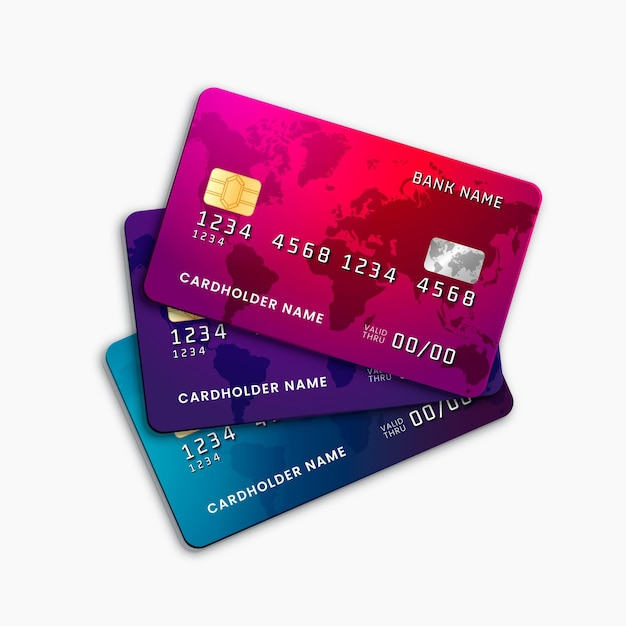 BANK NAME
1234 4568 1234 4568
1234
CARDHOLDER NAME
VALID
THRU 00/00
1234
1234
CARDHOLDER NAME
VALID
THRU
1234
1234
CARDHOLDER NAME
VALID
THRU 00/00